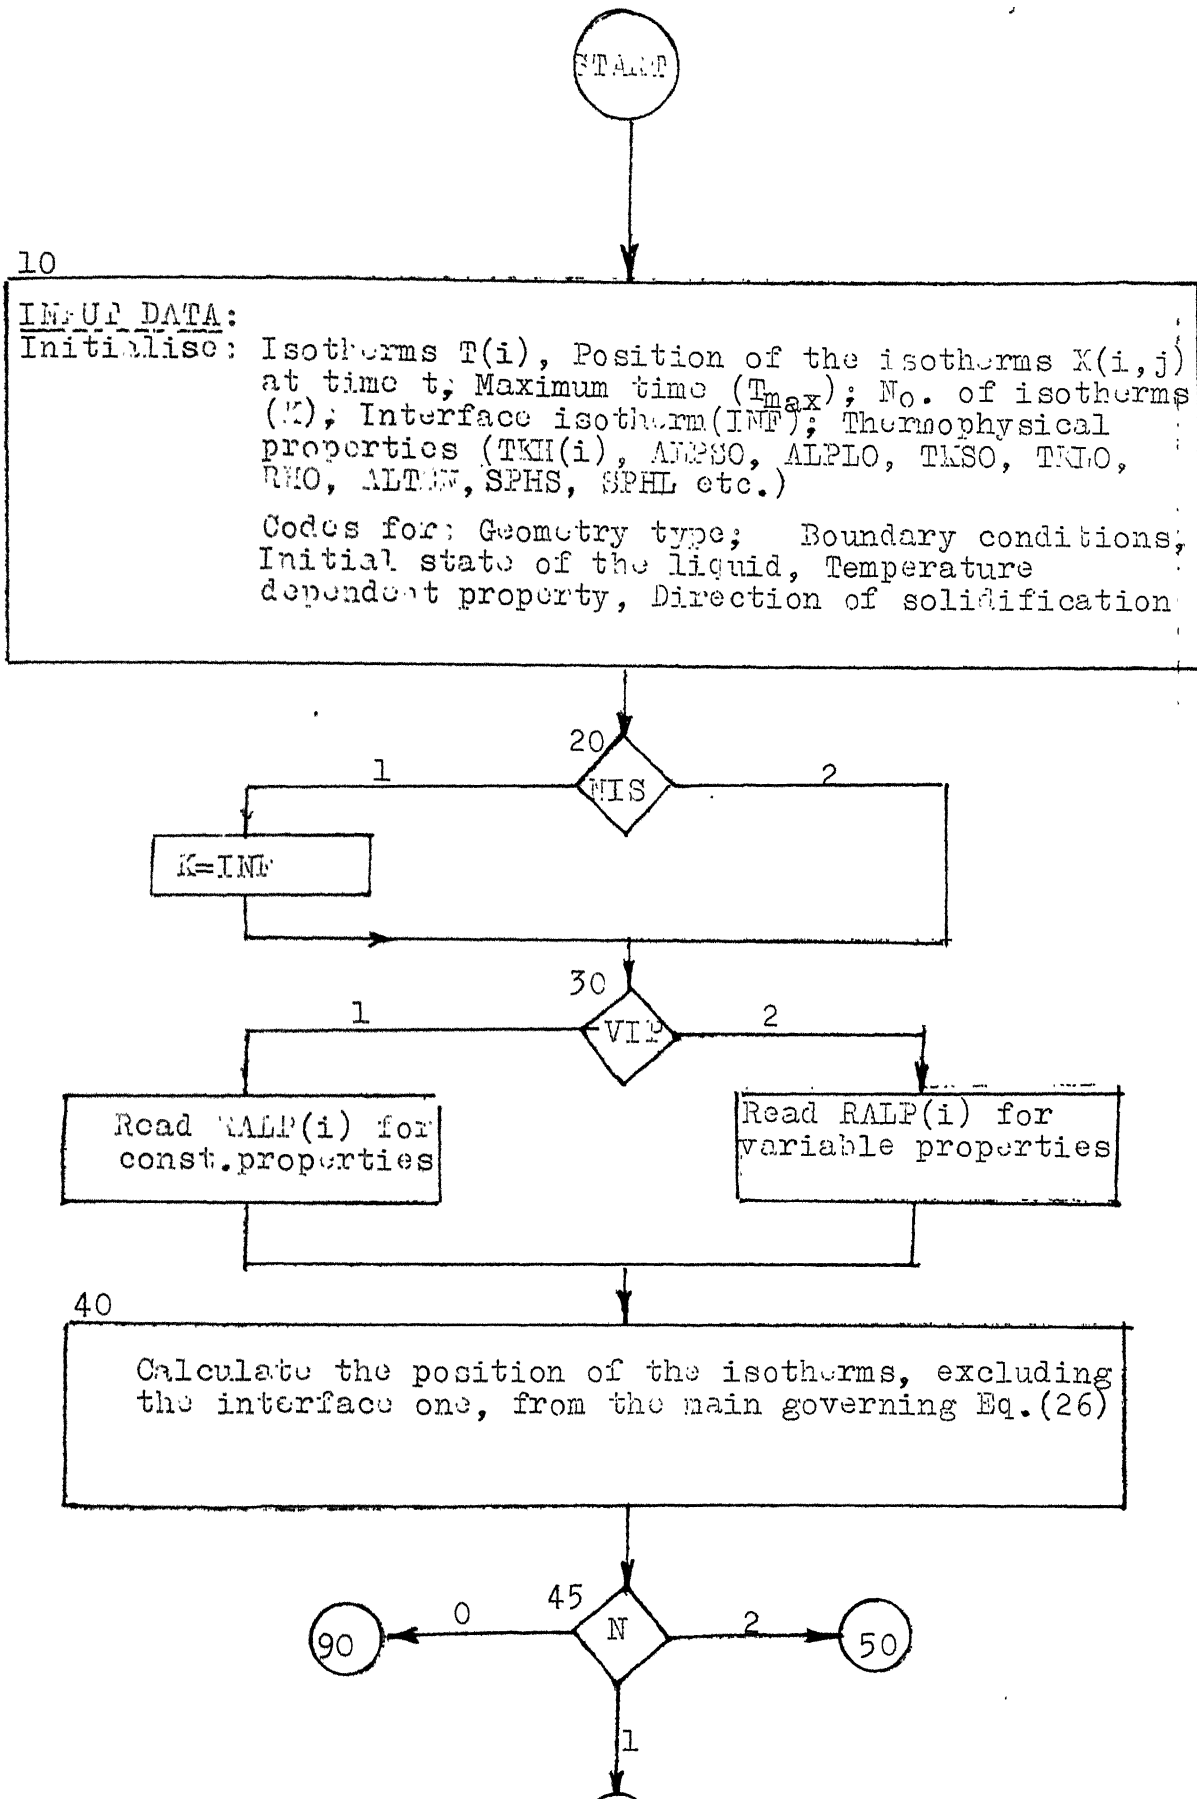 START
10
INPUT DATA:
Initialise: Isotherms T(i), Position of the isotherms X(i,j)
at time t; Maximum time (Tmax); No. of isotherms
(K); Interface isotherm(INF); Thermophysical
properties (TKH(i), ALPSO, ALPLO, TKSO, TKLO,
RHO, SPHS, SPHL etc.)
Codes for: Geometry type; Boundary conditions;
Initial state of the liquid, Temperature
dependent property, Direction of solidification
20
1
NIS
2
K=INF
30
1
VIP
2
Read RALP(i) for
const.properties
Read RALP(i) for
variable properties
40
Calculate the position of the isotherms, excluding
the interface one, from the main governing Eq.(26)
45
90
0
N
2
50
1